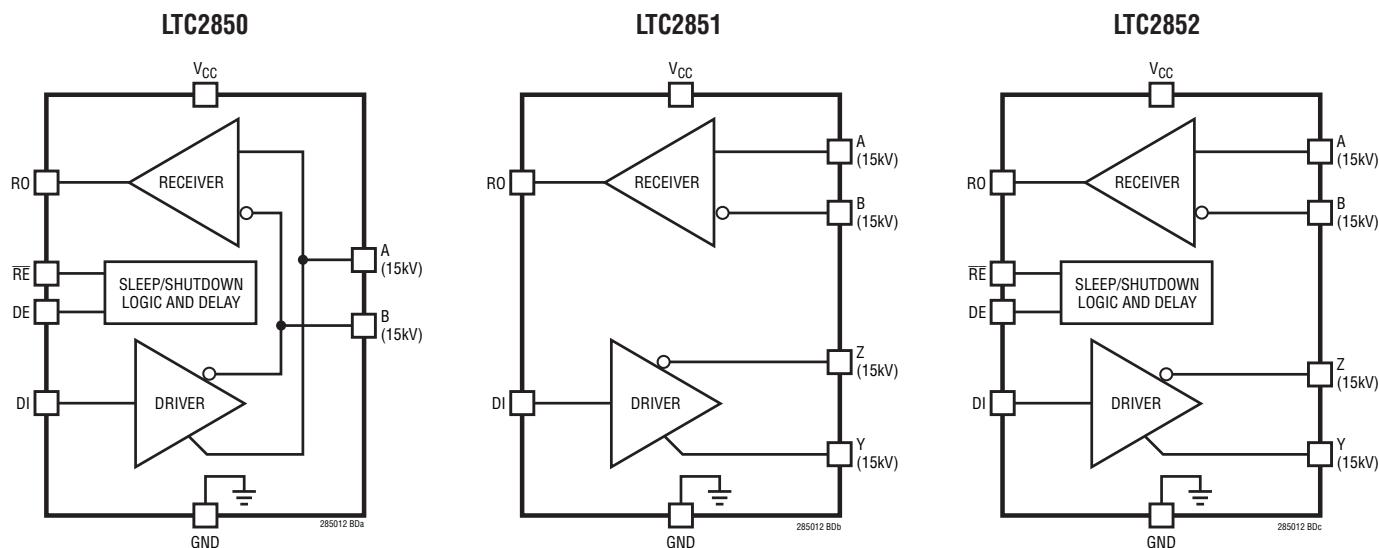 LTC2850
VCC
RO
RECEIVER
RE
DE
SLEEP/SHUTDOWN
LOGIC AND DELAY
A
(15kV)
B
(15kV)
DI
DRIVER
GND
285012 BDa
LTC2851
VCC
A
(15kV)
RO
RECEIVER
B
(15kV)
Z
(15kV)
DI
DRIVER
Y
(15kV)
GND
285012 BDb
LTC2852
VCC
A
(15kV)
RO
RECEIVER
B
(15kV)
RE
DE
SLEEP/SHUTDOWN
LOGIC AND DELAY
Z
(15kV)
DI
DRIVER
Y
(15kV)
GND
285012 BDc